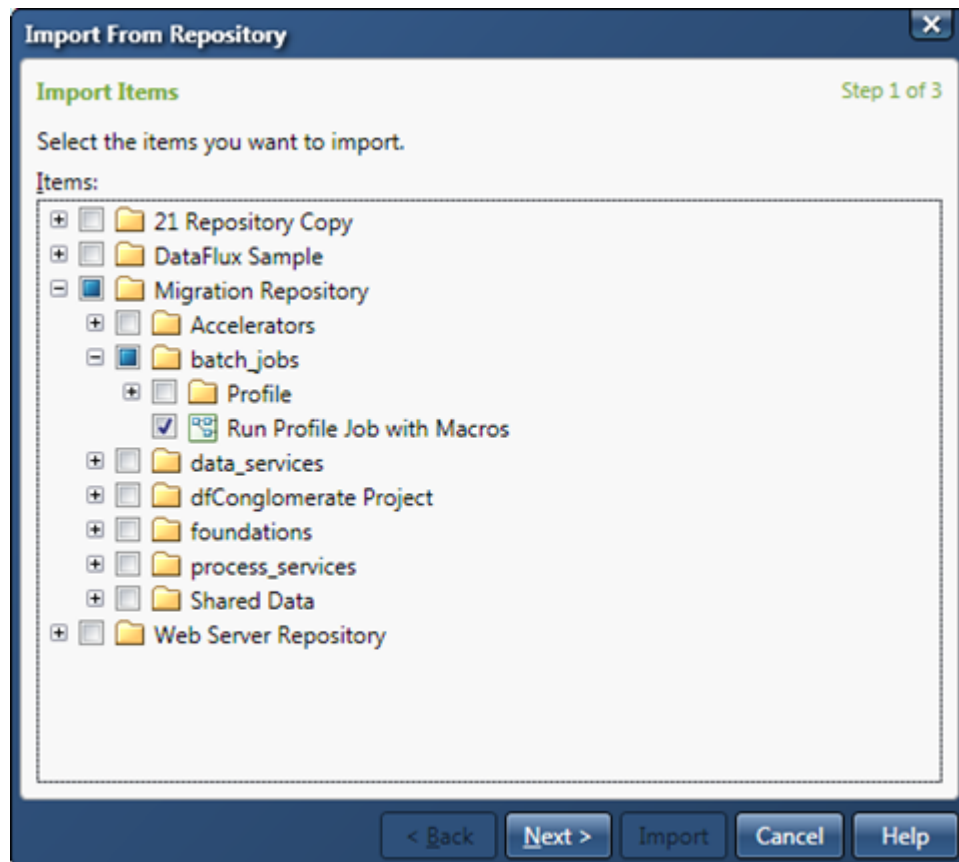 Import From Repository
Import Items
Step 1 of 3
Select the items you want to import.
Items:
21 Repository Copy
DataFlux Sample
Migration Repository
Accelerators
batch_jobs
Profile
Run Profile Job with Macros
data_services
dfConglomerate Project
foundations
process_services
Shared Data
Web Server Repository
< Back
Next >
Import
Cancel
Help